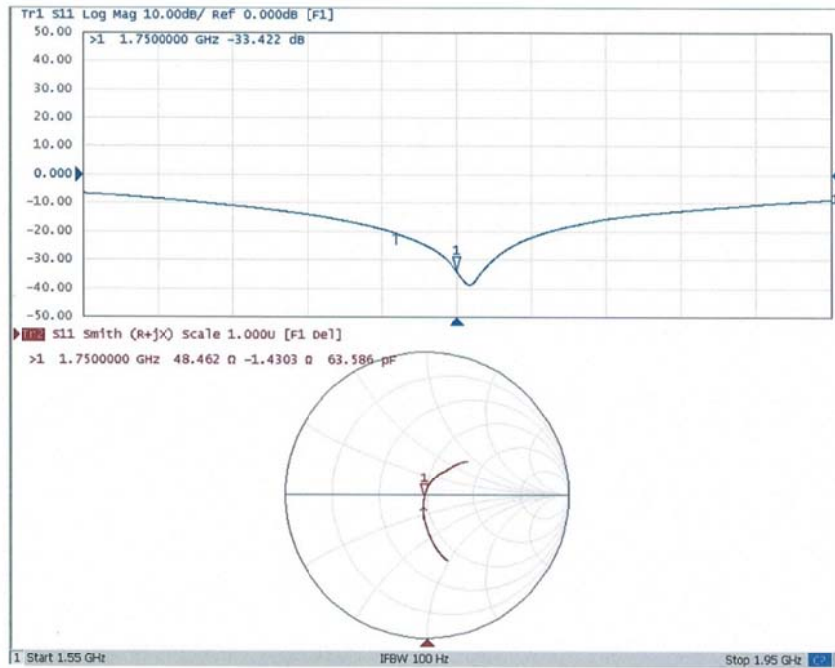 Tr1 S11 Log Mag 10.00dB/ Ref 0.000dB [F1]
50.00
>1 1.7500000 GHz -33.422 dB
40.00
30.00
20.00
10.00
0.000
-10.00
1
-20.00
1
-30.00
-40.00
-50.00
Tr2 S11 Smith (R+jX) Scale 1.000U [F1 Del]
>1 1.7500000 GHz 48.462 Ω -1.4303 Ω 63.586 pF
1
1 Start 1.55 GHz IFBW 100 Hz Stop 1.95 GHz